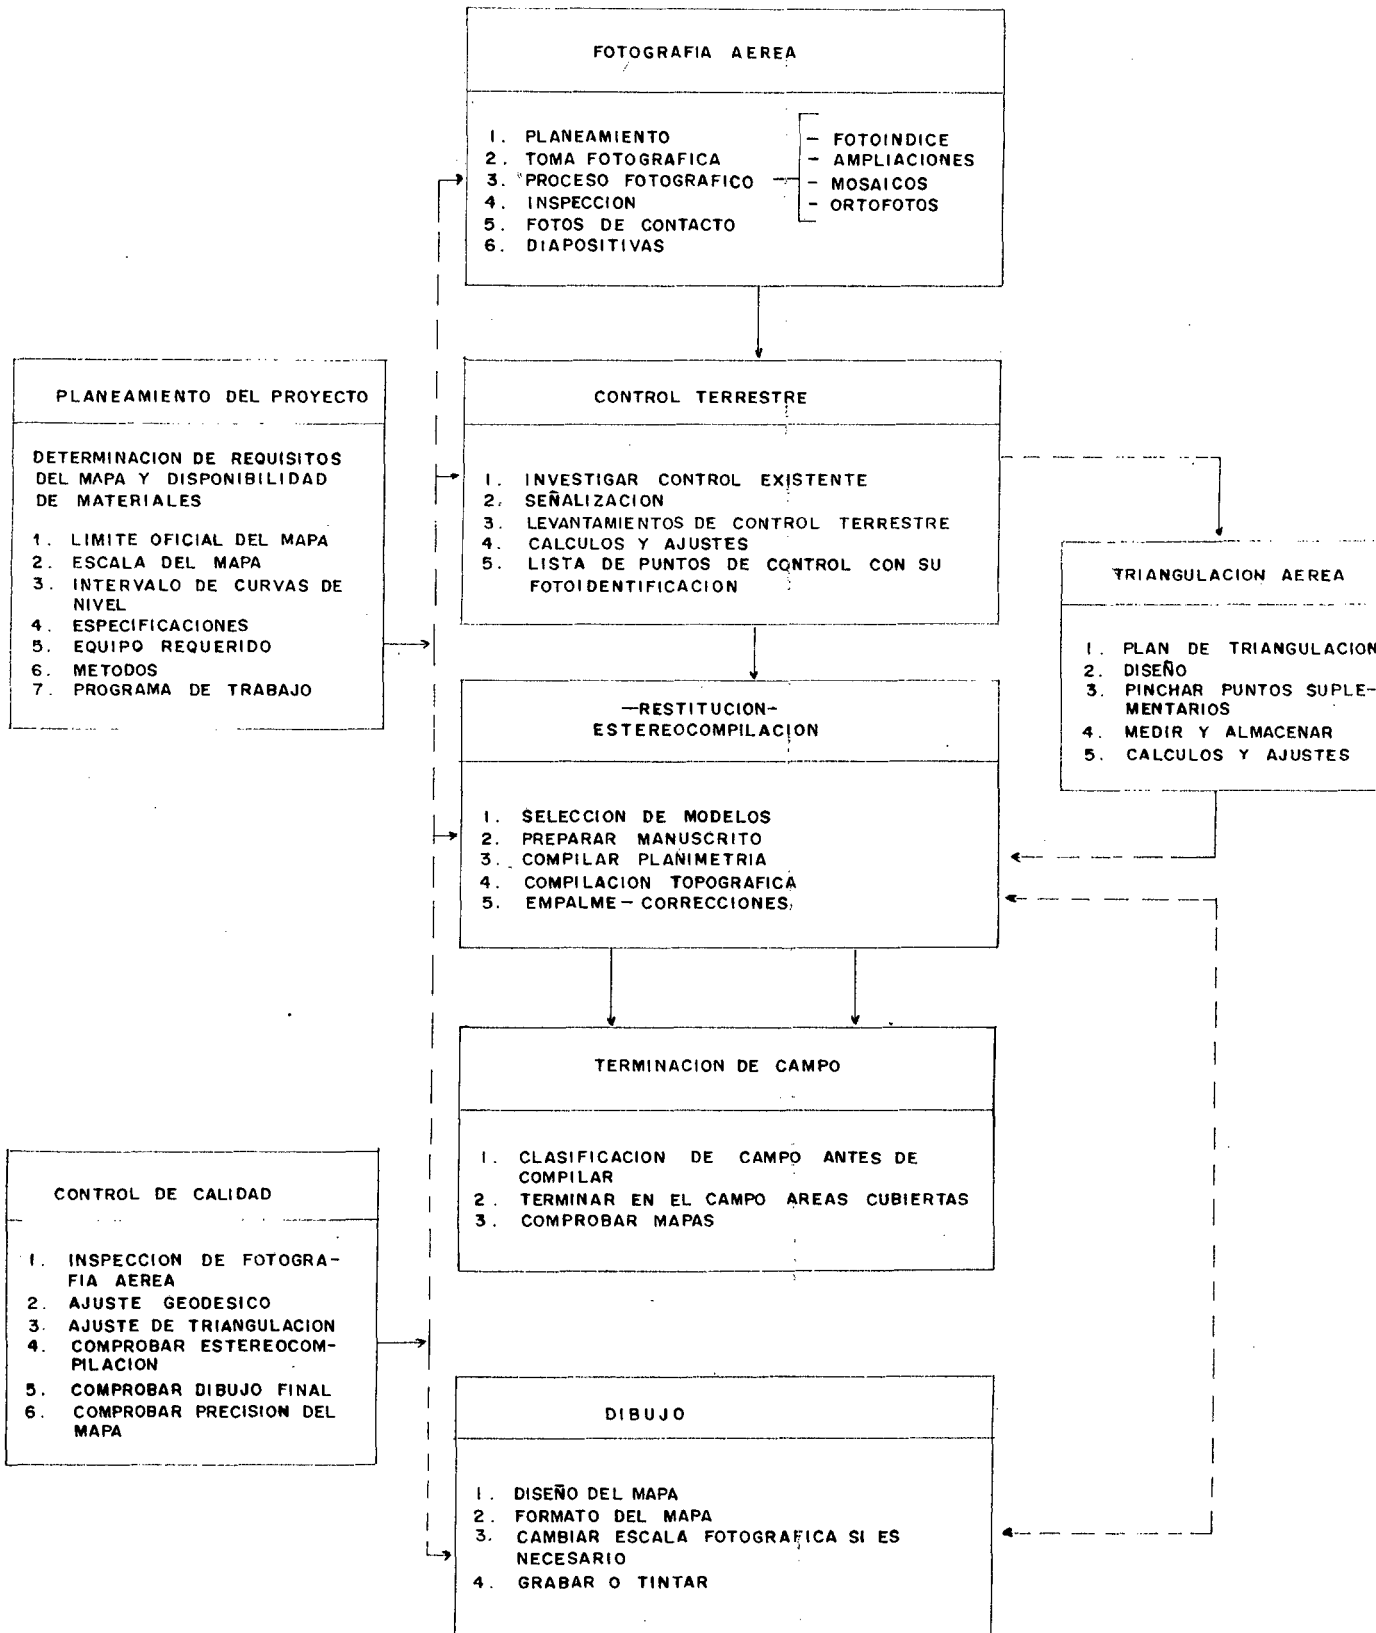 FOTOGRAFIA AEREA
1. PLANEAMIENTO
2. TOMA FOTOGRAFICA
3. PROCESO FOTOGRAFICO
4. INSPECCION
5. FOTOS DE CONTACTO
6. DIAPOSITIVAS
- FOTOINDICE
- AMPLIACIONES
- MOSAICOS
- ORTOFOTOS
PLANEAMIENTO DEL PROYECTO
DETERMINACION DE REQUISITOS
DEL MAPA Y DISPONIBILIDAD
DE MATERIALES
1. LIMITE OFICIAL DEL MAPA
2. ESCALA DEL MAPA
3. INTERVALO DE CURVAS DE
NIVEL
4. ESPECIFICACIONES
5. EQUIPO REQUERIDO
6. METODOS
7. PROGRAMA DE TRABAJO
CONTROL TERRESTRE
1. INVESTIGAR CONTROL EXISTENTE
2. SEÑALIZACION
3. LEVANTAMIENTOS DE CONTROL TERRESTRE
4. CALCULOS Y AJUSTES
5. LISTA DE PUNTOS DE CONTROL CON SU
FOTOIDENTIFICACION
TRIANGULACION AEREA
1. PLAN DE TRIANGULACION
2. DISEÑO
3. PINCHAR PUNTOS SUPLE-
MENTARIOS
4. MEDIR Y ALMACENAR
5. CALCULOS Y AJUSTES
-RESTITUCION-
ESTEREOCOMPILACION
1. SELECCION DE MODELOS
2. PREPARAR MANUSCRITO
3. COMPILAR PLANIMETRIA
4. COMPILACION TOPOGRAFICA
5. EMPALME - CORRECCIONES
TERMINACION DE CAMPO
1. CLASIFICACION DE CAMPO ANTES DE
COMPILAR
2. TERMINAR EN EL CAMPO AREAS CUBIERTAS
3. COMPROBAR MAPAS
CONTROL DE CALIDAD
1. INSPECCION DE FOTOGRA-
FIA AEREA
2. AJUSTE GEODESICO
3. AJUSTE DE TRIANGULACION
4. COMPROBAR ESTEREOCOM-
PILACION
5. COMPROBAR DIBUJO FINAL
6. COMPROBAR PRECISION DEL
MAPA
DIBUJO
1. DISEÑO DEL MAPA
2. FORMATO DEL MAPA
3. CAMBIAR ESCALA FOTOGRAFICA SI ES
NECESARIO
4. GRABAR O TINTAR